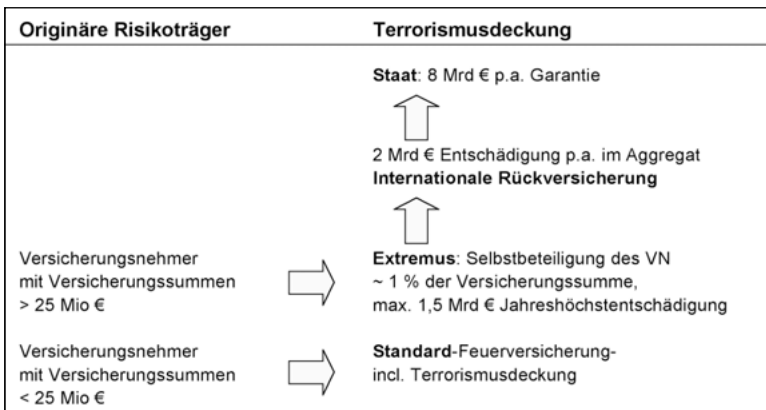 Originäre Risikoträger
Terrorismusdeckung
Staat: 8 Mrd € p.a. Garantie
2 Mrd € Entschädigung p.a. im Aggregat
Internationale Rückversicherung
Versicherungsnehmer
mit Versicherungssummen
> 25 Mio €
Extremus: Selbstbeteiligung des VN
~ 1 % der Versicherungssumme,
max. 1,5 Mrd € Jahreshöchstentschädigung
Versicherungsnehmer
mit Versicherungssummen
< 25 Mio €
Standard-Feuerversicherung-
incl. Terrorismusdeckung